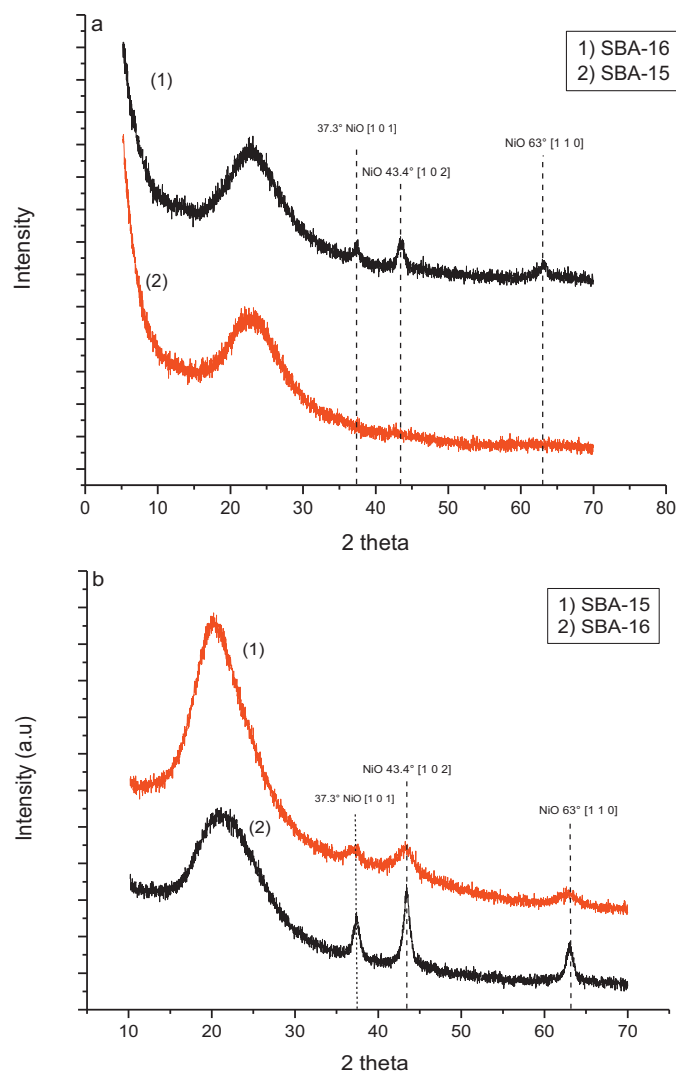 a
1) SBA-16
2) SBA-15
(1)
37.3° NiO [1 0 1]
NiO 43.4° [1 0 2]
NiO 63° [1 1 0]
(2)
Intensity
0 10 20 30 40 50 60 70 80
2 theta
b
1) SBA-15
2) SBA-16
(1)
NiO 43.4° [1 0 2]
37.3° NiO [1 0 1]
NiO 63° [1 1 0]
(2)
Intensity (a.u)
10 20 30 40 50 60 70
2 theta